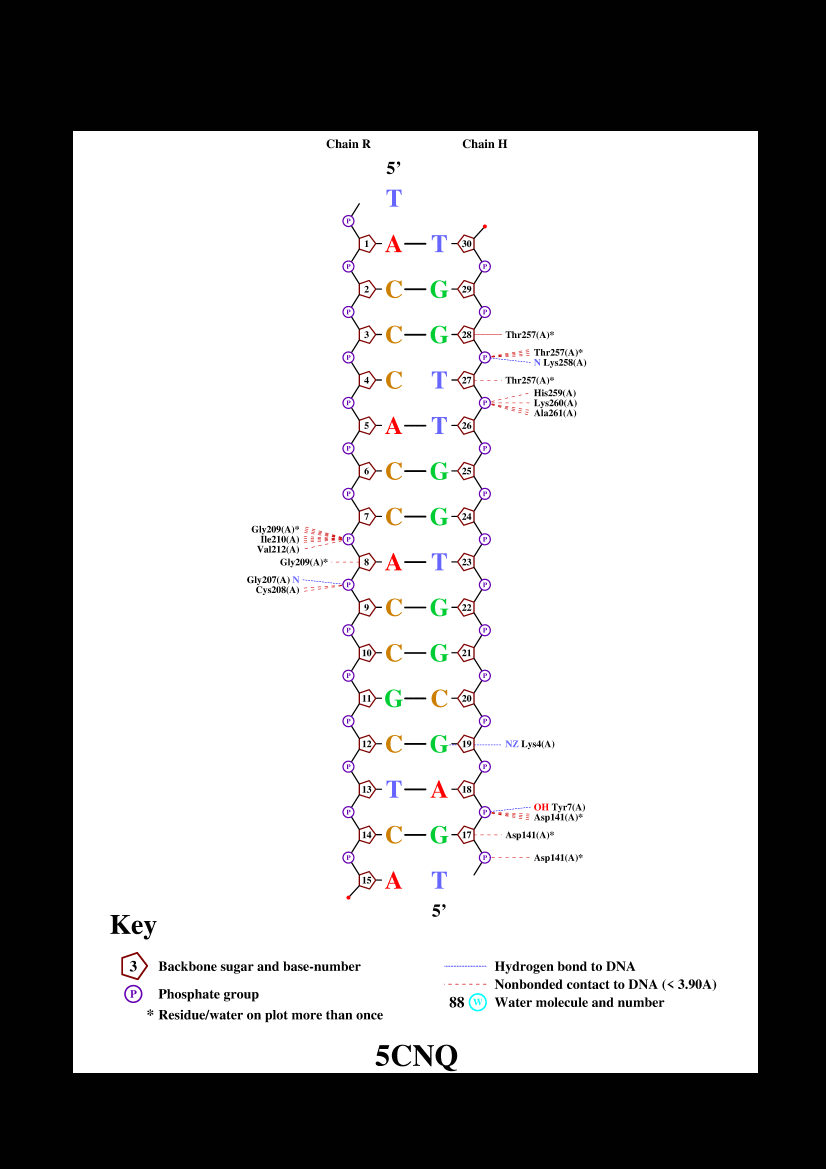 Chain R Chain H
5’
T
P
1 A T 30
P P
2 C G 29
P P
3 C G 28 Thr257(A)*
P P Thr257(A)*
N Lys258(A)
4 C T 27 Thr257(A)*
His259(A)
P P Lys260(A)
Ala261(A)
5 A T 26
P P
6 C G 25
P P
7 C G 24
Gly209(A)*
Ile210(A) P P
Val212(A)
Gly209(A)* 8 A T 23
Gly207(A) N P P
Cys208(A)
9 C G 22
P P
10 C G 21
P P
11 G C 20
P P
12 C G 19 NZ Lys4(A)
P P
13 T A 18
P P OH Tyr7(A)
Asp141(A)*
14 C G 17 Asp141(A)*
P P Asp141(A)*
15 A T
5’
Key
3 Backbone sugar and base-number
P Phosphate group
* Residue/water on plot more than once
Hydrogen bond to DNA
Nonbonded contact to DNA (< 3.90A)
88 W Water molecule and number
5CNQ